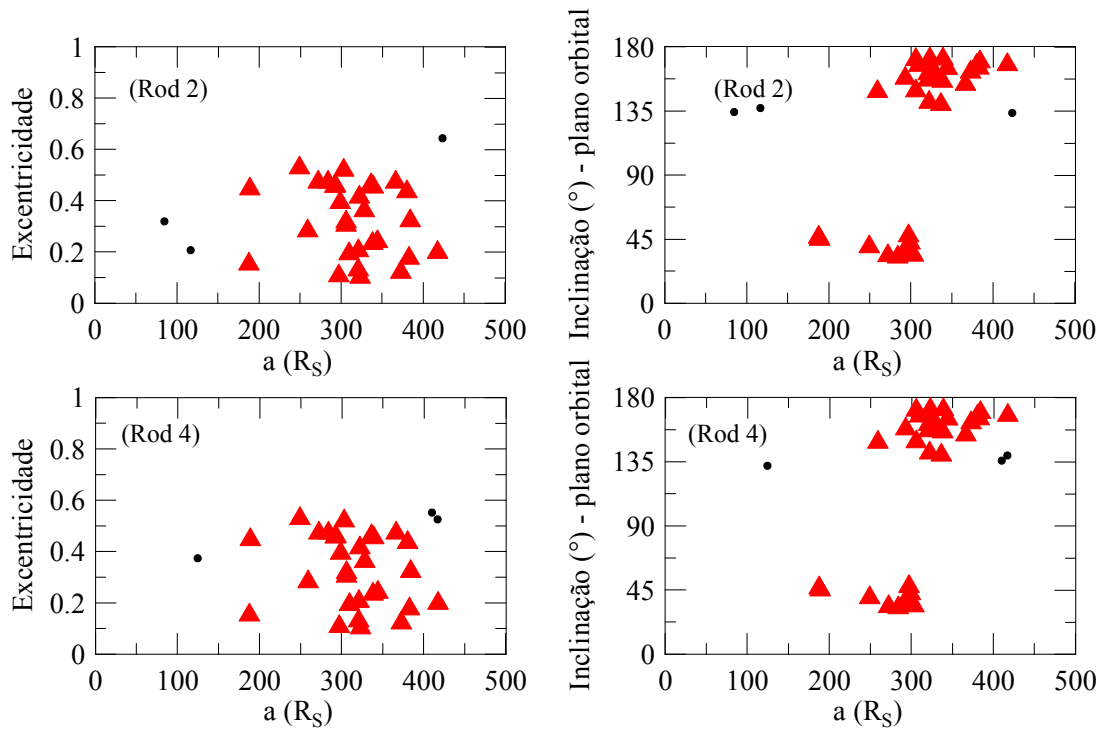 Excentricidade
1
0.8
0.6
0.4
0.2
0
(Rod 2)
0 100 200 300 400 500
a (R_S)
Inclinação (°) - plano orbital
180
135
90
45
0
(Rod 2)
0 100 200 300 400 500
a (R_S)
Excentricidade
1
0.8
0.6
0.4
0.2
0
(Rod 4)
0 100 200 300 400 500
a (R_S)
Inclinação (°) - plano orbital
180
135
90
45
0
(Rod 4)
0 100 200 300 400 500
a (R_S)